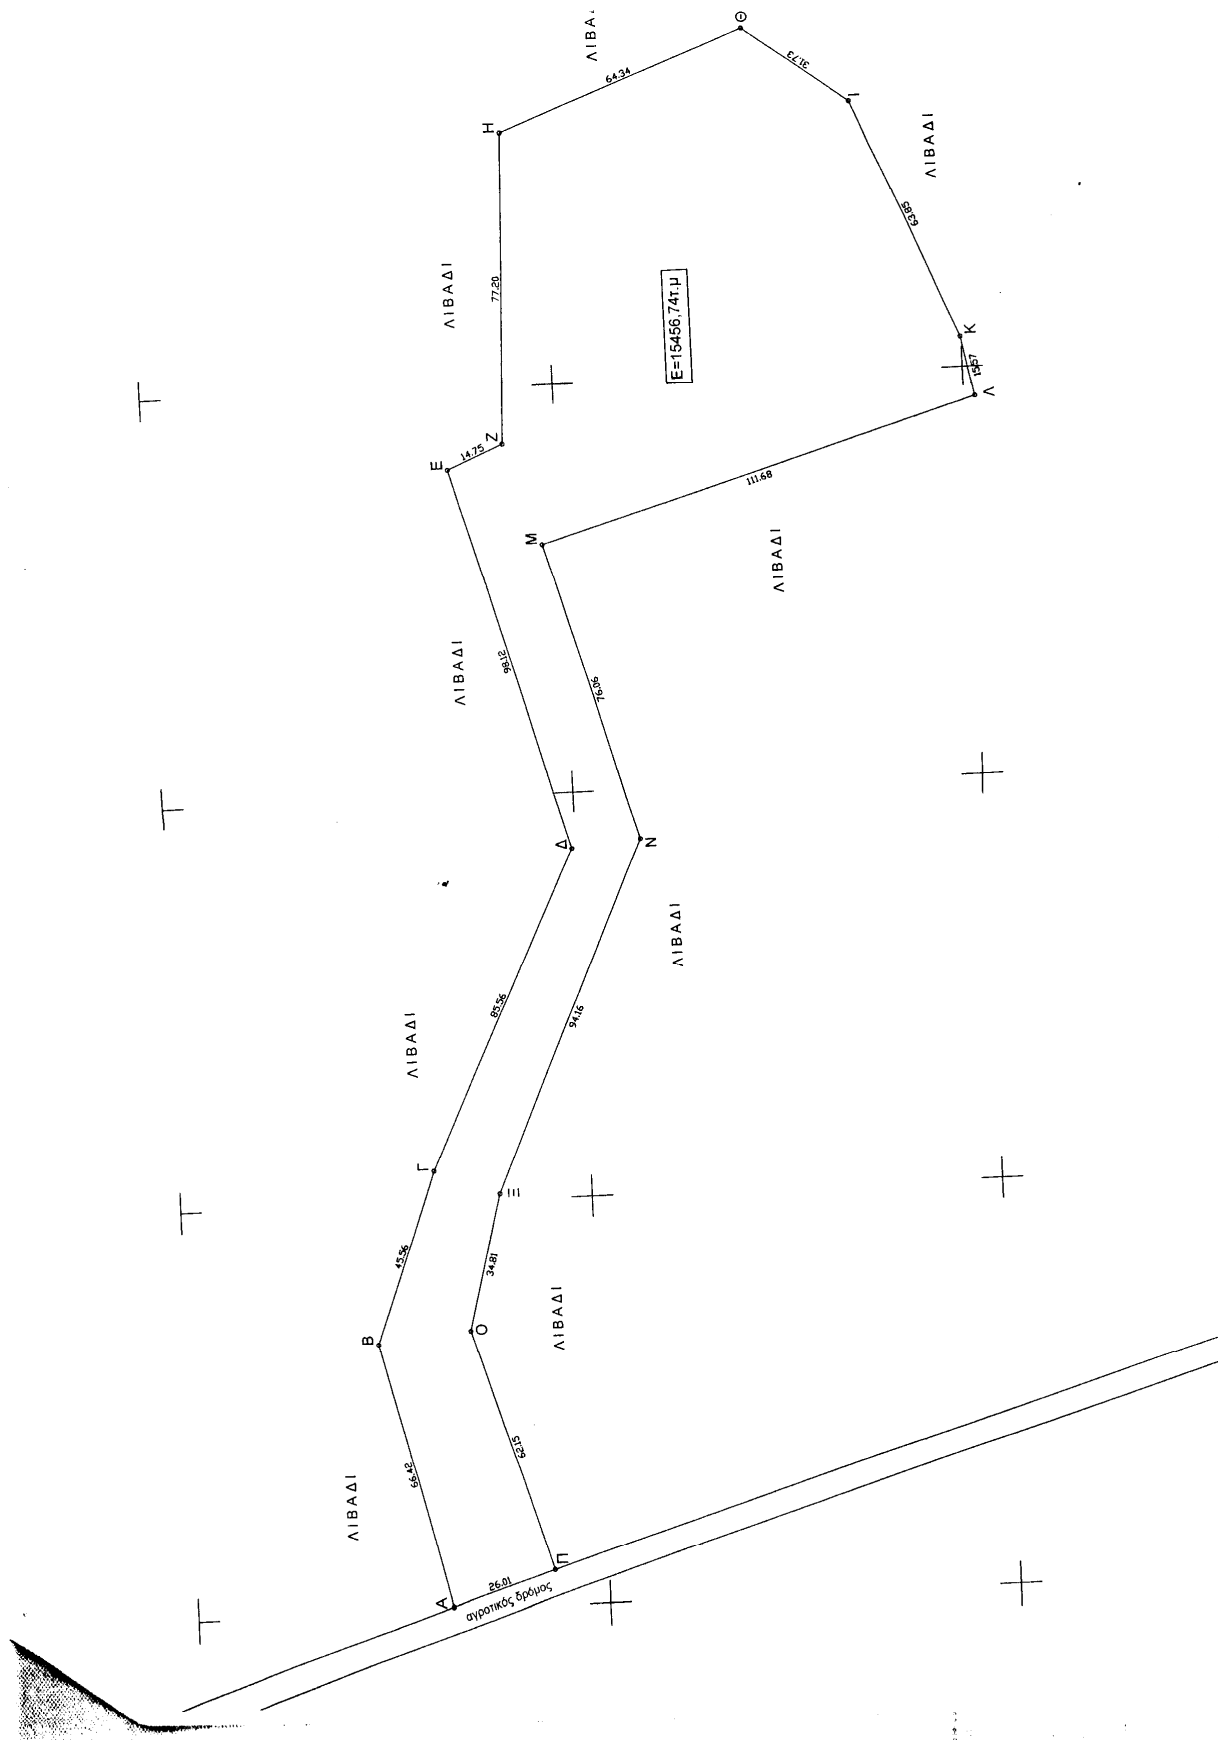 Θ
ΛΙΒΑ
64.34
31.73
Η
Ι
ΛΙΒΑΔΙ
63.85
ΛΙΒΑΔΙ
77.20
Ε=15456,74τ.μ
Κ
15.57
Λ
Ζ
14.75
Ε
111.68
Μ
ΛΙΒΑΔΙ
98.12
ΛΙΒΑΔΙ
76.06
Δ
Ν
ΛΙΒΑΔΙ
85.56
94.16
ΛΙΒΑΔΙ
Γ
Ξ
45.56
34.81
Β
Ο
ΛΙΒΑΔΙ
66.42
62.15
ΛΙΒΑΔΙ
Π
26.01
Α
αγροτικός δρόμος